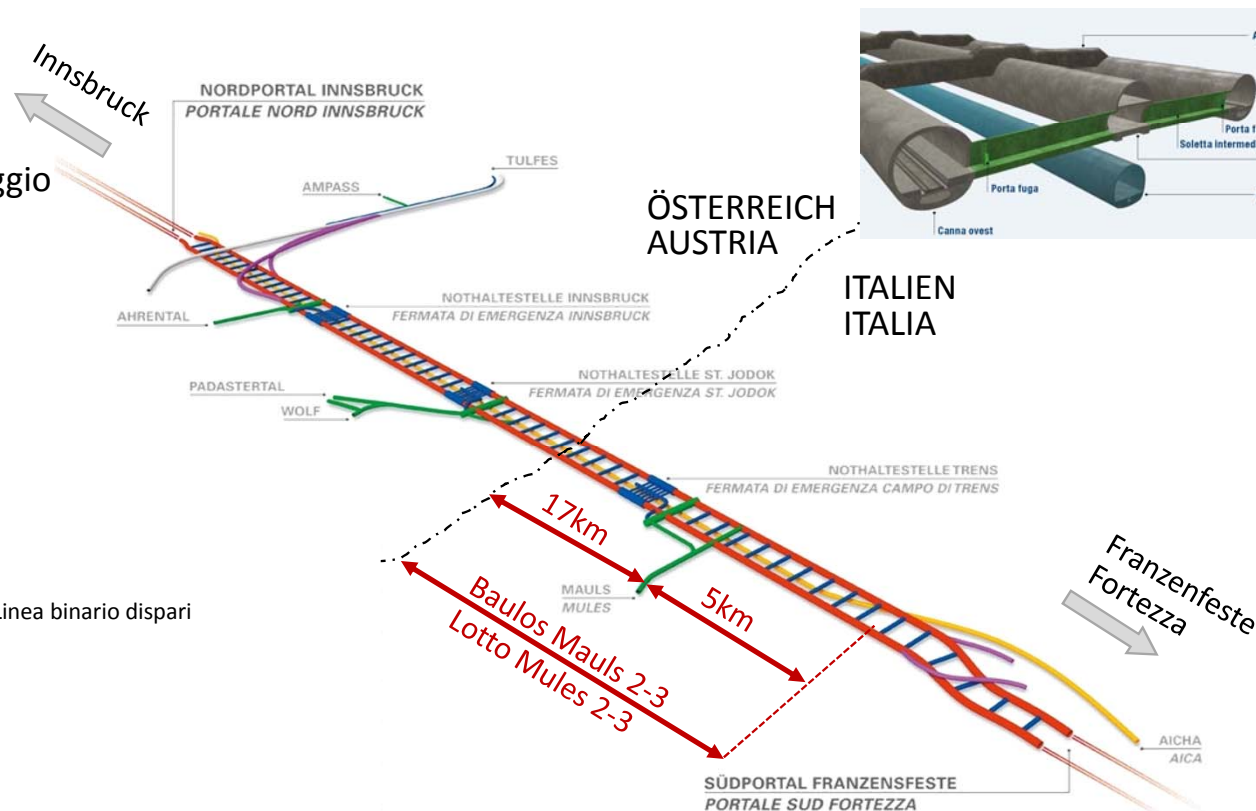 Innsbruck
NORDPORTAL INNSBRUCK
PORTALE NORD INNSBRUCK
TULFES
AMPASS
Porta f
Soletta intermed
Porta fuga
Canna ovest
ÖSTERREICH
AUSTRIA
ITALIEN
ITALIA
NOTHALTESTELLE INNSBRUCK
FERMATA DI EMERGENZA INNSBRUCK
AHRENTAL
NOTHALTESTELLE ST. JODOK
FERMATA DI EMERGENZA ST. JODOK
PADASTERTAL
WOLF
NOTHALTESTELLE TRENS
FERMATA DI EMERGENZA CAMPO DI TRENS
17km
MAULS
MULES
5km
Baulos Mauls 2-3
Lotto Mules 2-3
Franzenfeste
Fortezza
Linea binario dispari
AICHA
AICA
SÜDPORTAL FRANZENSFESTE
PORTALE SUD FORTEZZA